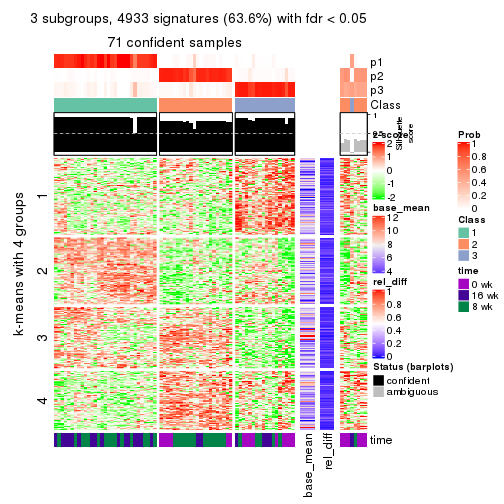 3 subgroups, 4933 signatures (63.6%) with fdr < 0.05
71 confident samples
p1
p2
p3
Class
1
0.5
Silhouette
score
k-means with 4 groups
1
2
3
4
time
base_mean
rel_diff
z-score
2
1
0
-1
-2
base_mean
12
10
8
6
4
rel_diff
1
0.8
0.6
0.4
0.2
0
Status (barplots)
confident
ambiguous
Prob
1
0.8
0.6
0.4
0.2
0
Class
1
2
3
time
0 wk
16 wk
8 wk